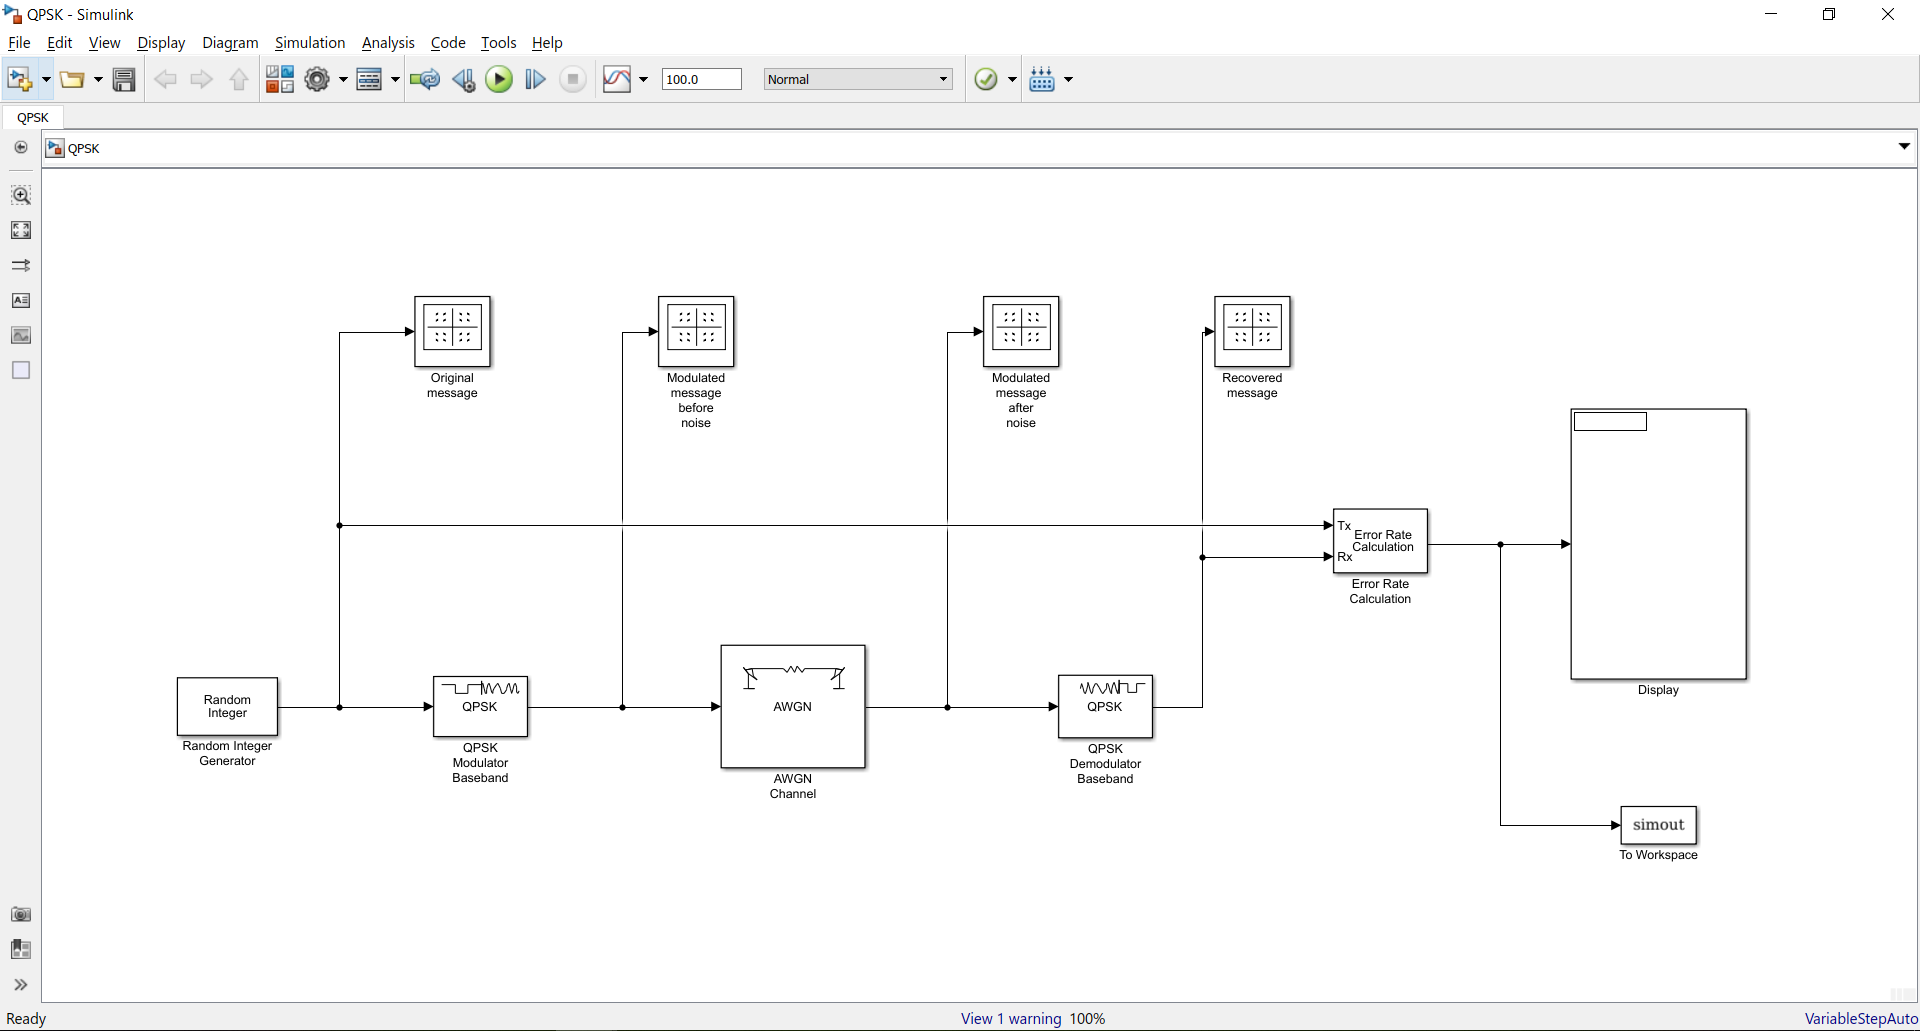 QPSK - Simulink
File Edit View Display Diagram Simulation Analysis Code Tools Help
100.0 Normal
QPSK
QPSK
Original
message
Modulated
message
before
noise
Modulated
message
after
noise
Recovered
message
Tx
Rx
Error Rate
Calculation
Error Rate
Calculation
Display
Random
Integer
Random Integer
Generator
QPSK
QPSK
Modulator
Baseband
AWGN
AWGN
Channel
QPSK
QPSK
Demodulator
Baseband
simout
To Workspace
Ready View 1 warning 100% VariableStepAuto